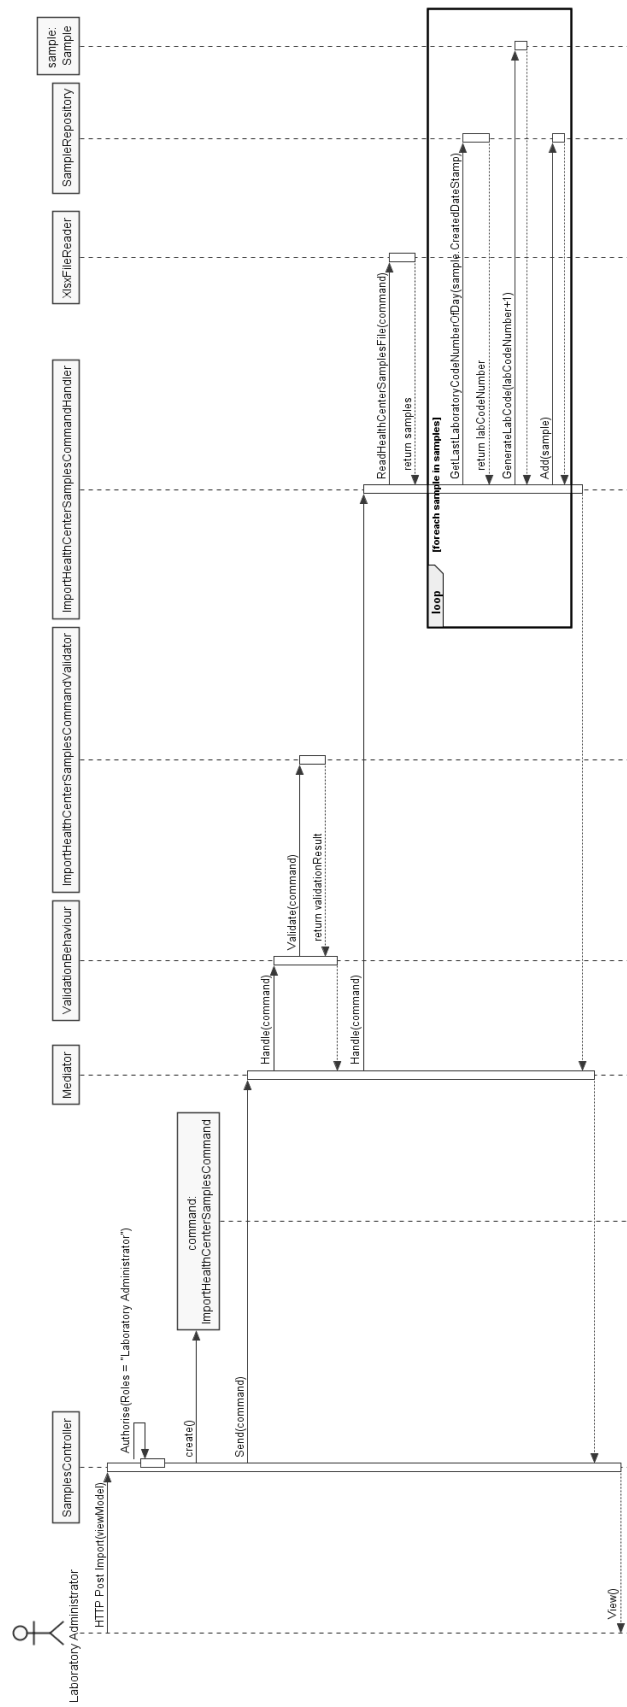 Laboratory Administrator
SamplesController
command:
ImportHealthCenterSamplesCommand
Mediator
ValidationBehaviour
ImportHealthCenterSamplesCommandValidator
ImportHealthCenterSamplesCommandHandler
XlsxFileReader
SampleRepository
sample:
Sample
HTTP Post Import(viewModel)
Authorise(Roles = "Laboratory Administrator")
create()
Send(command)
Handle(command)
Validate(command)
return validationResult
Handle(command)
ReadHealthCenterSamplesFile(command)
return samples
loop
[foreach sample in samples]
GetLastLaboratoryCodeNumberOfDay(sample.CreatedDateStamp)
return labCodeNumber
GenerateLabCode(labCodeNumber+1)
Add(sample)
View()